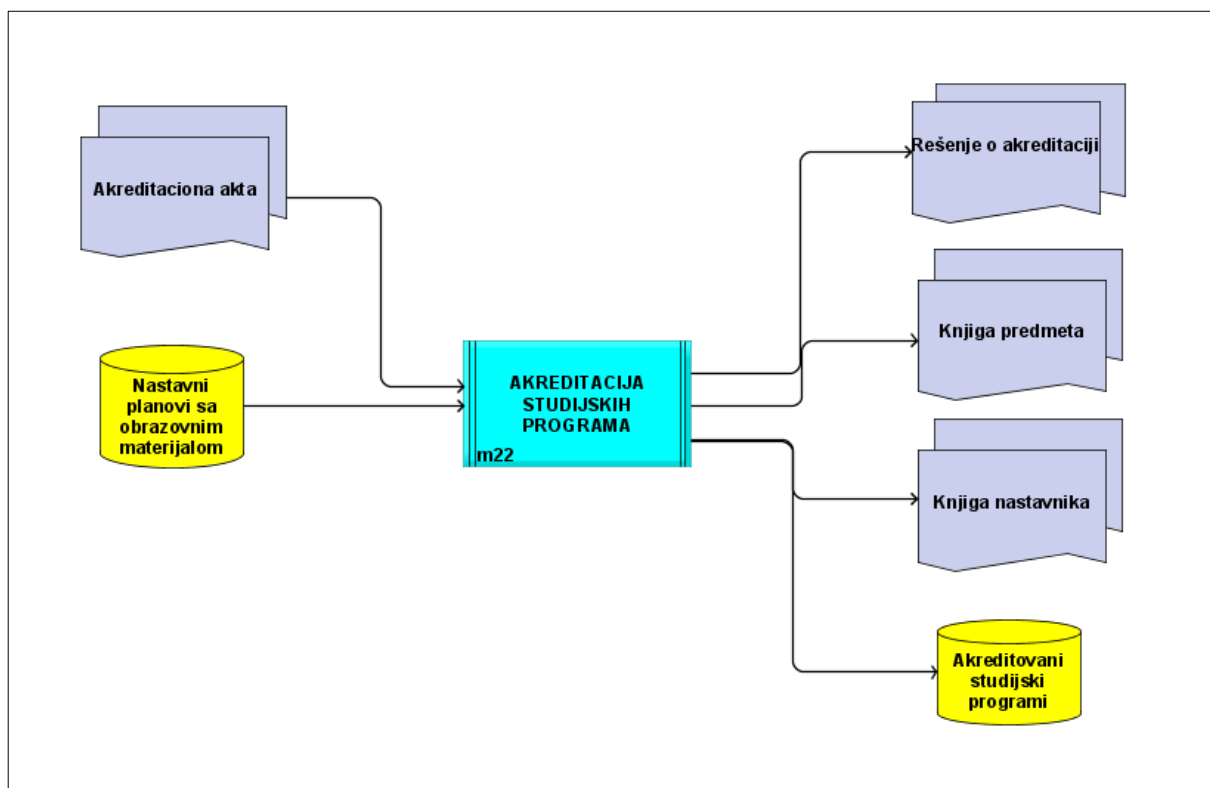 Akreditaciona akta
Nastavni
planovi sa
obrazovnim
materijalom
AKREDITACIJA
STUDIJSKIH
PROGRAMA
m22
Rešenje o akreditaciji
Knjiga predmeta
Knjiga nastavnika
Akreditovani
studijski
programi